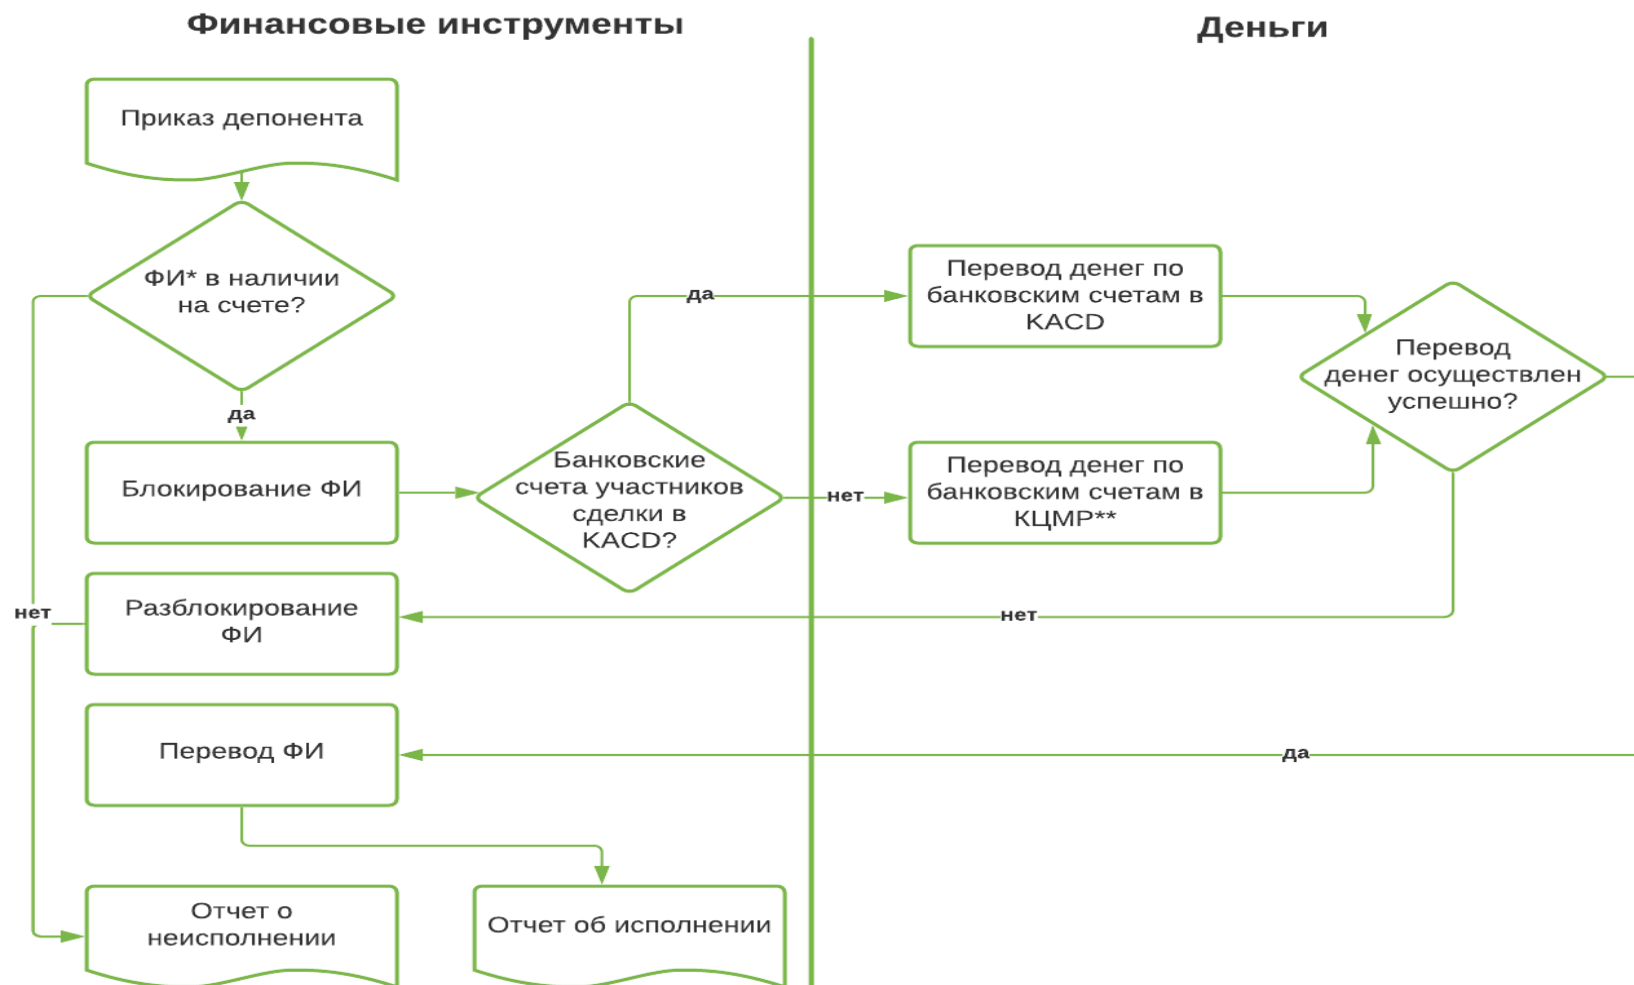 Финансовые инструменты
Деньги
Приказ депонента
ФИ* в наличии
на счете?
да
Блокирование ФИ
Банковские
счета участников
сделки в
KACD?
да
нет
Перевод денег по
банковским счетам в
KACD
Перевод денег по
банковским счетам в
КЦМР**
Перевод
денег осуществлен
успешно?
нет
Разблокирование
ФИ
нет
Перевод ФИ
да
Отчет о
неисполнении
Отчет об исполнении